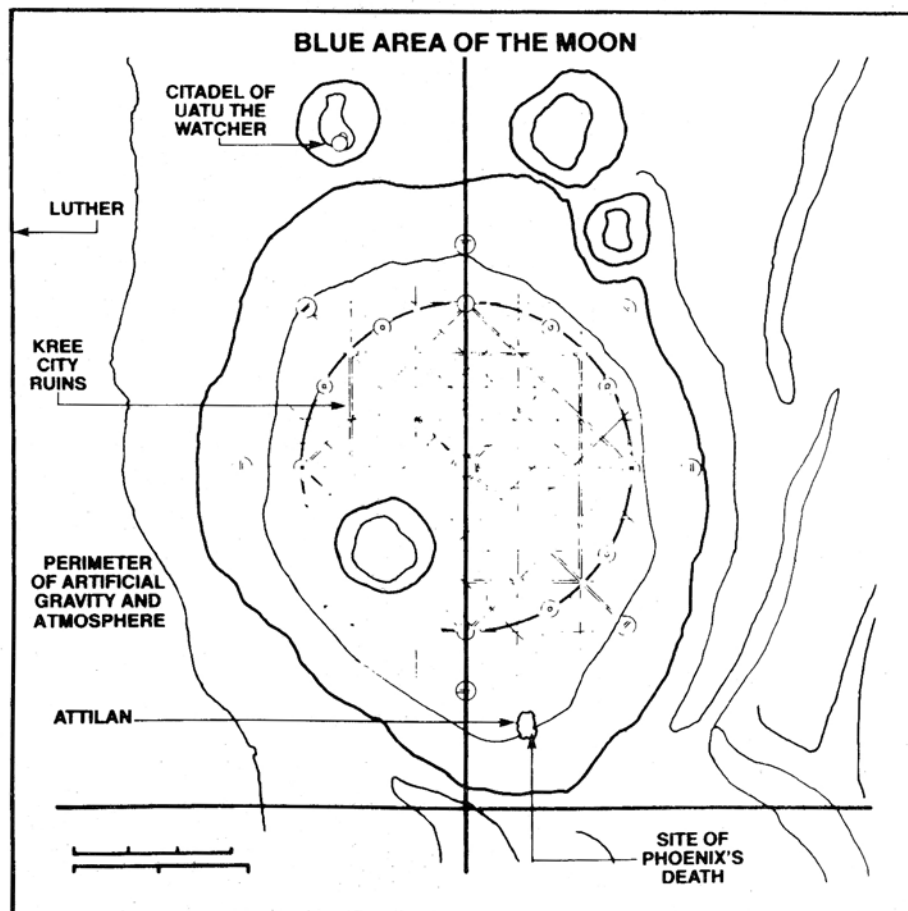 BLUE AREA OF THE MOON
CITADEL OF
UATU THE
WATCHER
LUTHER
KREE
CITY
RUINS
PERIMETER
OF ARTIFICIAL
GRAVITY AND
ATMOSPHERE
ATTILAN
SITE OF
PHOENIX'S
DEATH